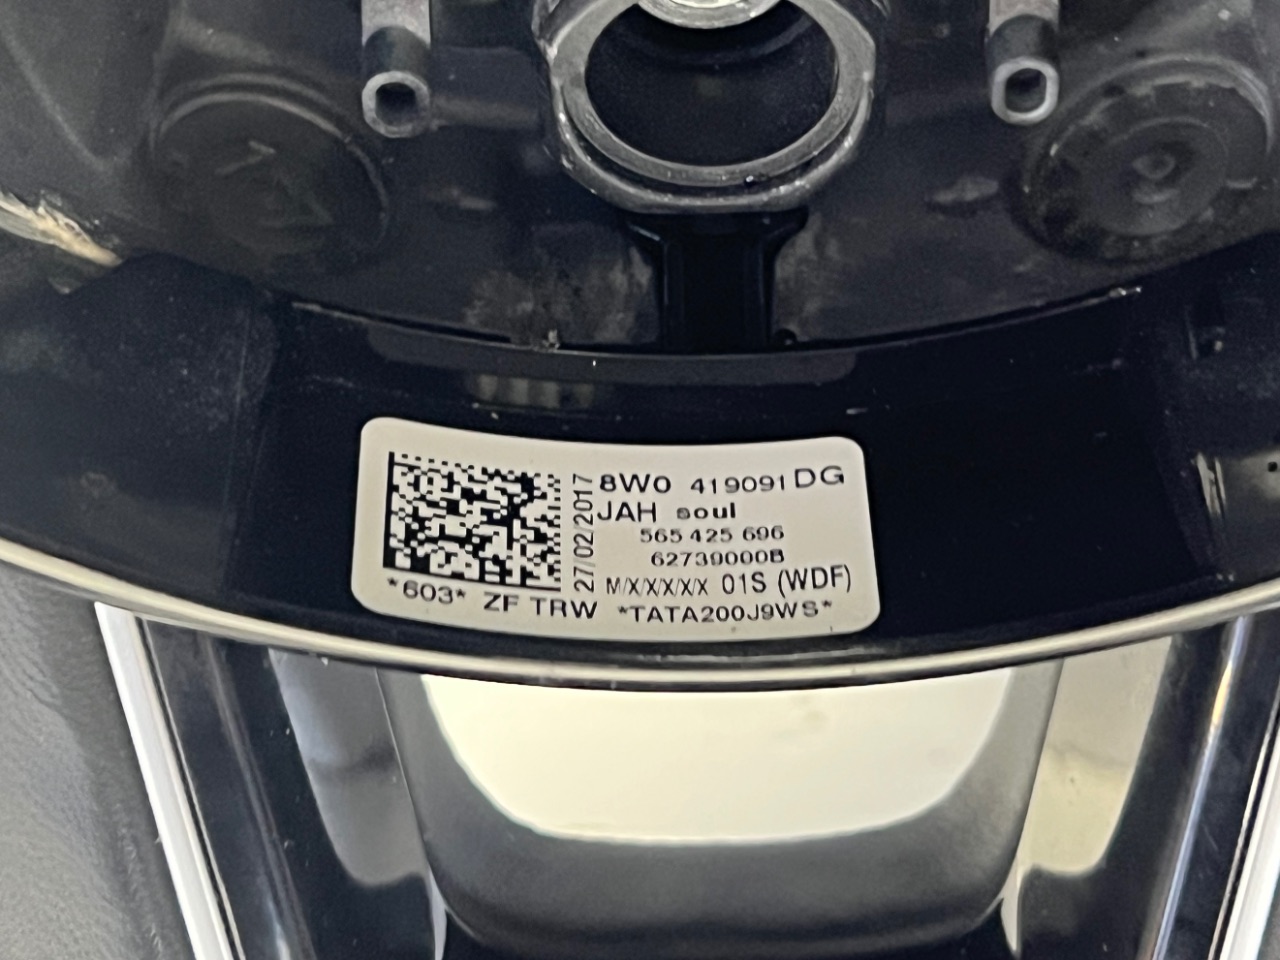 8W0 419091 DG
JAH soul
565 425 696
62739000B
M/X/X/X/X/X 01S (WDF)
27/02/2017
*603* ZF TRW *TATA200J9WS*